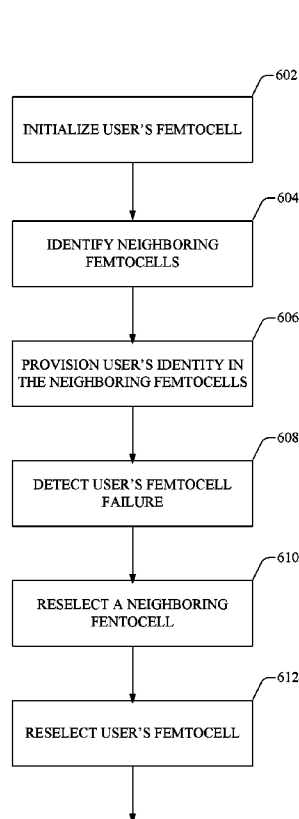 602
INITIALIZE USER'S FEMTOCELL
604
IDENTIFY NEIGHBORING
FEMTOCELLS
606
PROVISION USER'S IDENTITY IN
THE NEIGHBORING FEMTOCELLS
608
DETECT USER'S FEMTOCELL
FAILURE
610
RESELECT A NEIGHBORING
FENTOCELL
612
RESELECT USER'S FEMTOCELL